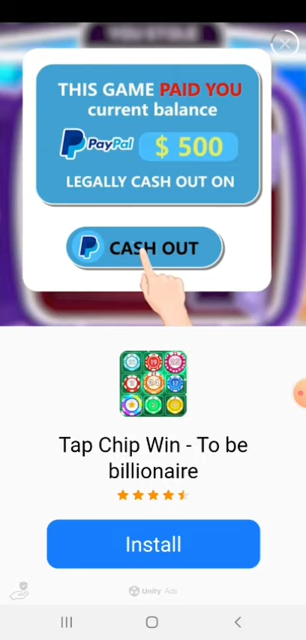 THIS GAME PAID YOU
current balance
PayPal $ 500
LEGALLY CASH OUT ON
CASH OUT
Tap Chip Win - To be
billionaire
Install
Unity Ads